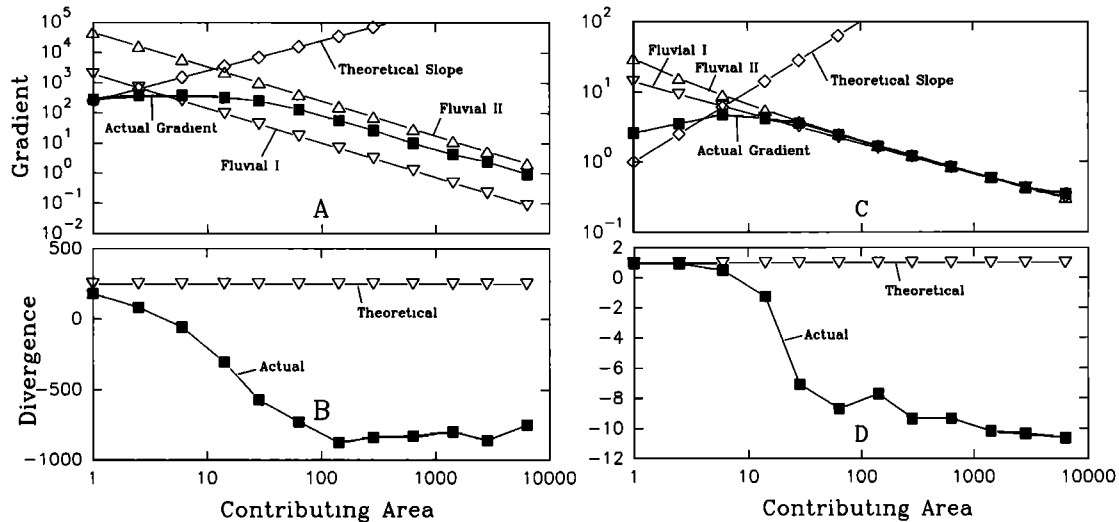 Gradient
10^5
10^4
10^3
10^2
10^1
10^0
10^-1
10^-2
Theoretical Slope
Actual Gradient
Fluvial I
Fluvial II
A
Divergence
500
0
-500
-1000
Theoretical
Actual
B
1 10 100 1000 10000
Contributing Area
10^2
10^1
10^0
10^-1
Fluvial I
Fluvial II
Theoretical Slope
Actual Gradient
C
2
0
-2
-4
-6
-8
-10
-12
Theoretical
Actual
D
1 10 100 1000 10000
Contributing Area